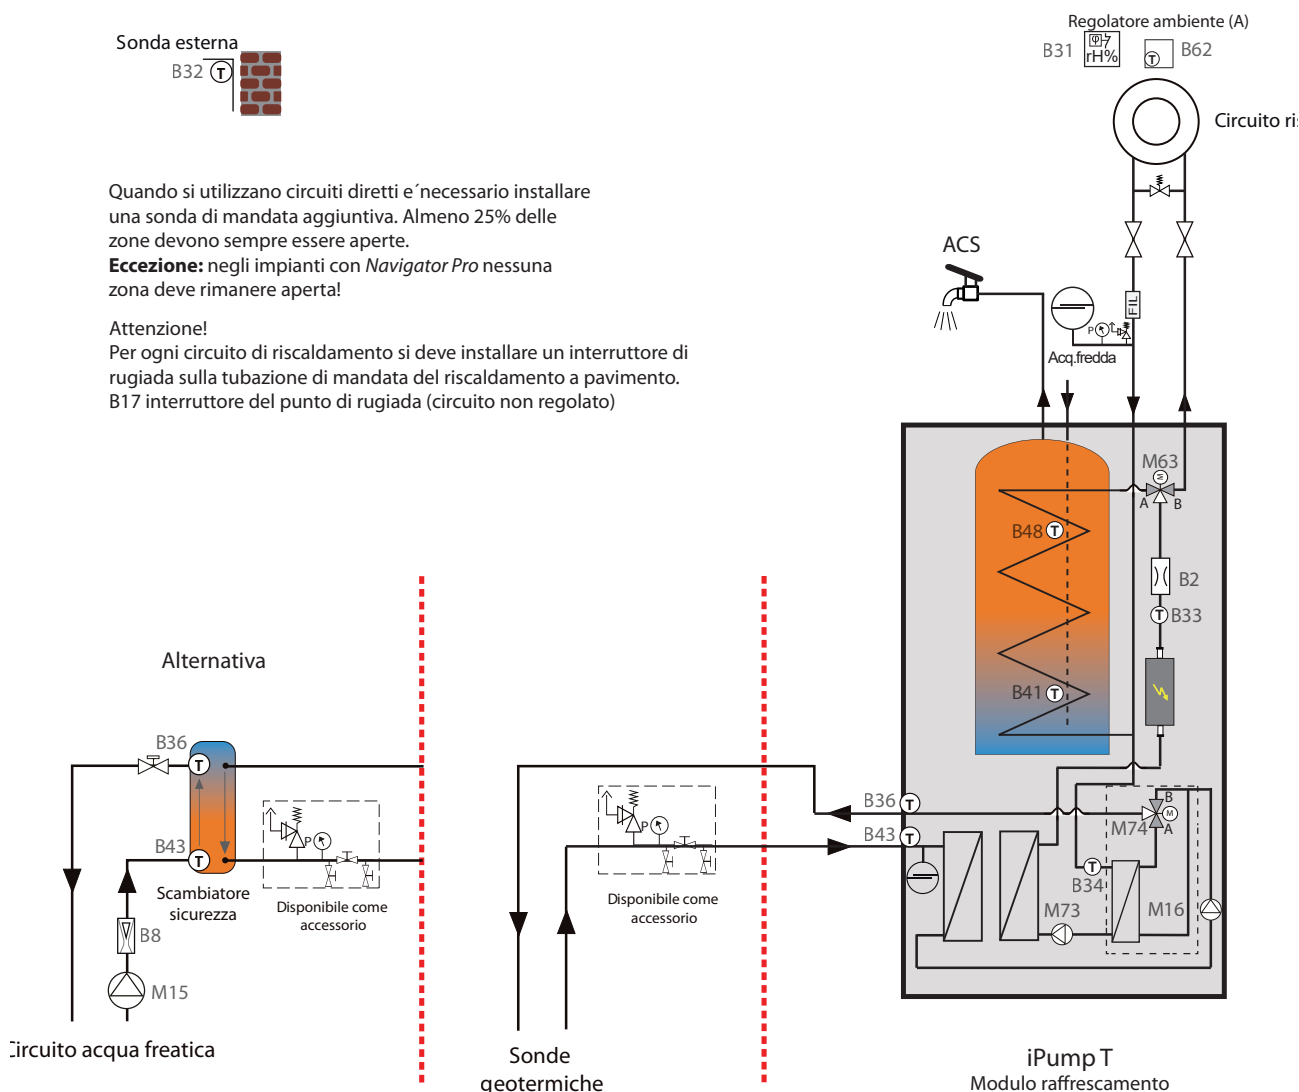 Regolatore ambiente (A)
B31
rH%
T
B62
Sonda esterna
B32
T
Circuito ris
Quando si utilizzano circuiti diretti e´necessario installare
una sonda di mandata aggiuntiva. Almeno 25% delle
zone devono sempre essere aperte.
Eccezione: negli impianti con Navigator Pro nessuna
zona deve rimanere aperta!
Attenzione!
Per ogni circuito di riscaldamento si deve installare un interruttore di
rugiada sulla tubazione di mandata del riscaldamento a pavimento.
B17 interruttore del punto di rugiada (circuito non regolato)
ACS
FIL
P
Acq.fredda
M63
M
A
B
B48
T
B2
T
B33
B41
T
Alternativa
B36
T
B43
T
P
Scambiatore
sicurezza
Disponibile come
accessorio
B8
M15
Circuito acqua freatica
P
Disponibile come
accessorio
Sonde
geotermiche
B36
T
B43
T
B
M74
M
A
B34
T
M73
M16
iPump T
Modulo raffrescamento